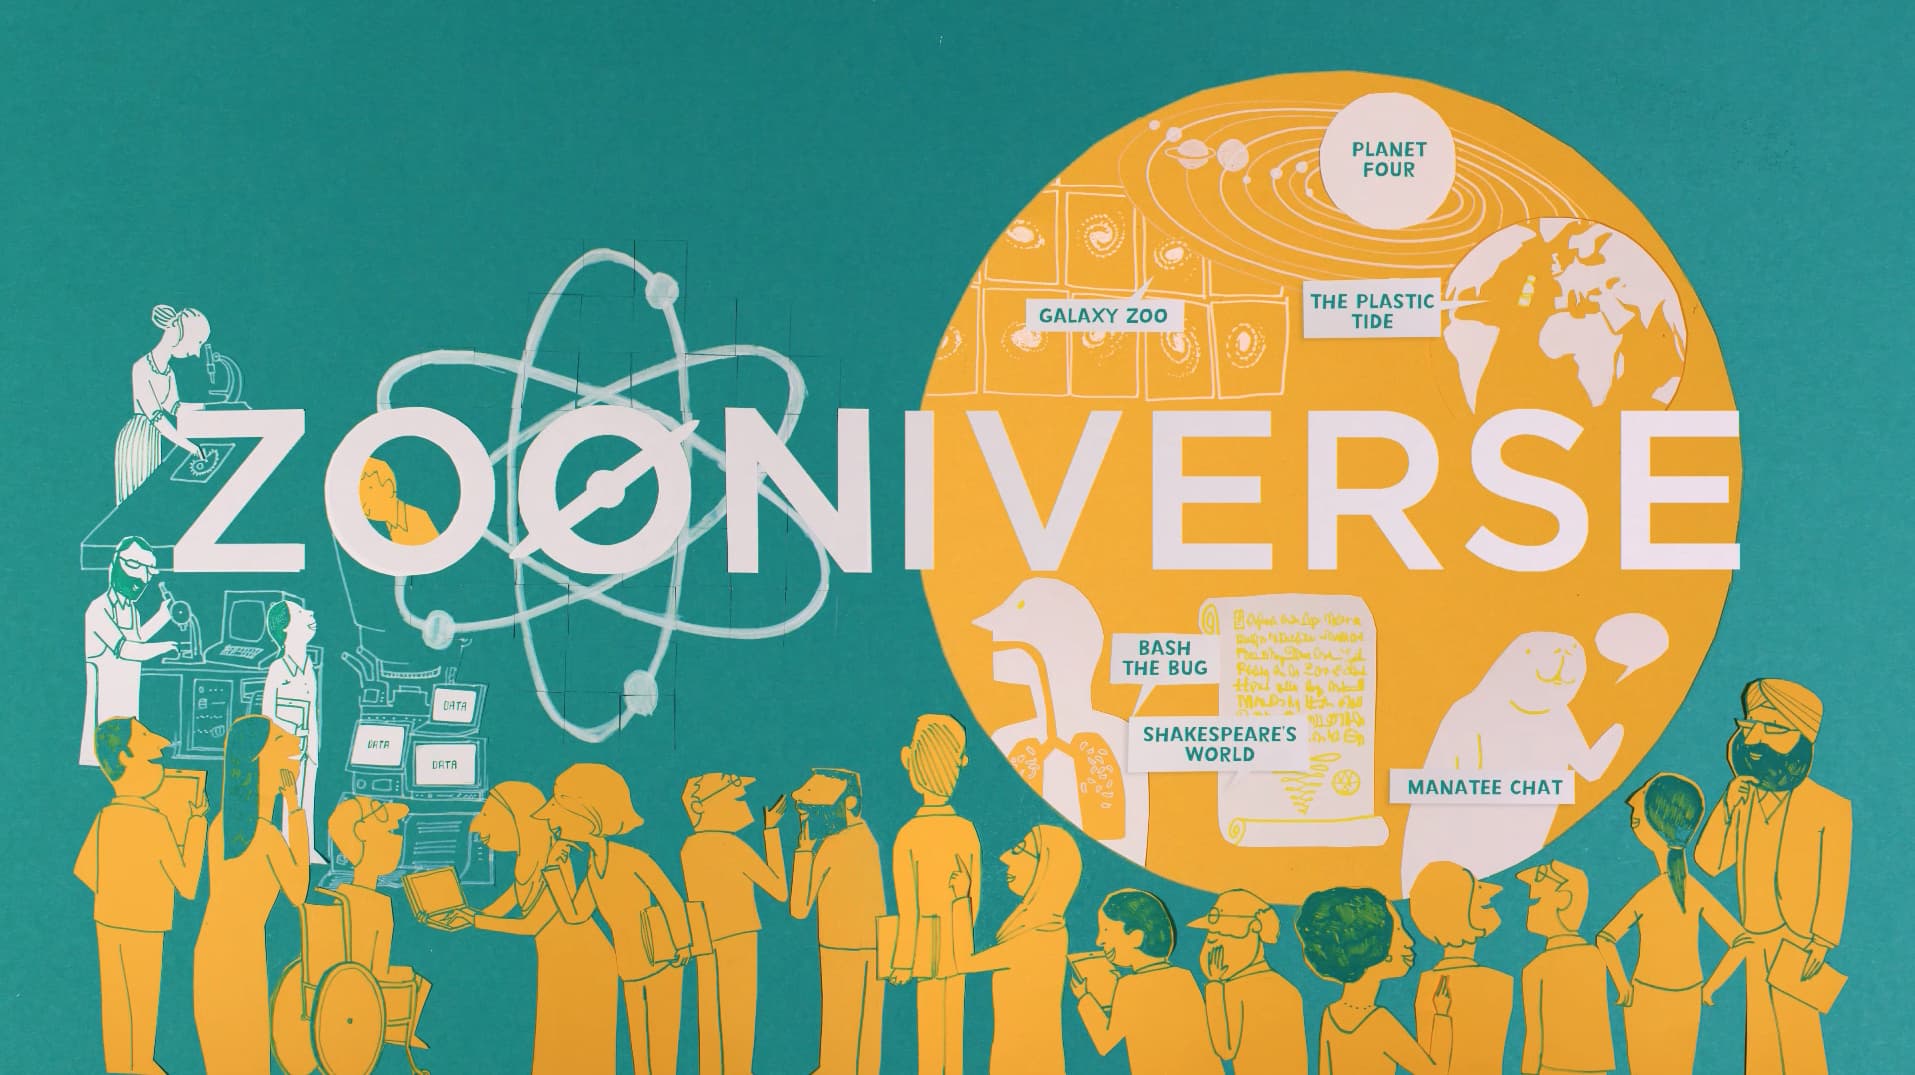 PLANET
FOUR
GALAXY ZOO
THE PLASTIC
TIDE
ZOONIVERSE
BASH
THE BUG
SHAKESPEARE'S
WORLD
MANATEE CHAT
DATA
DATA
DATA